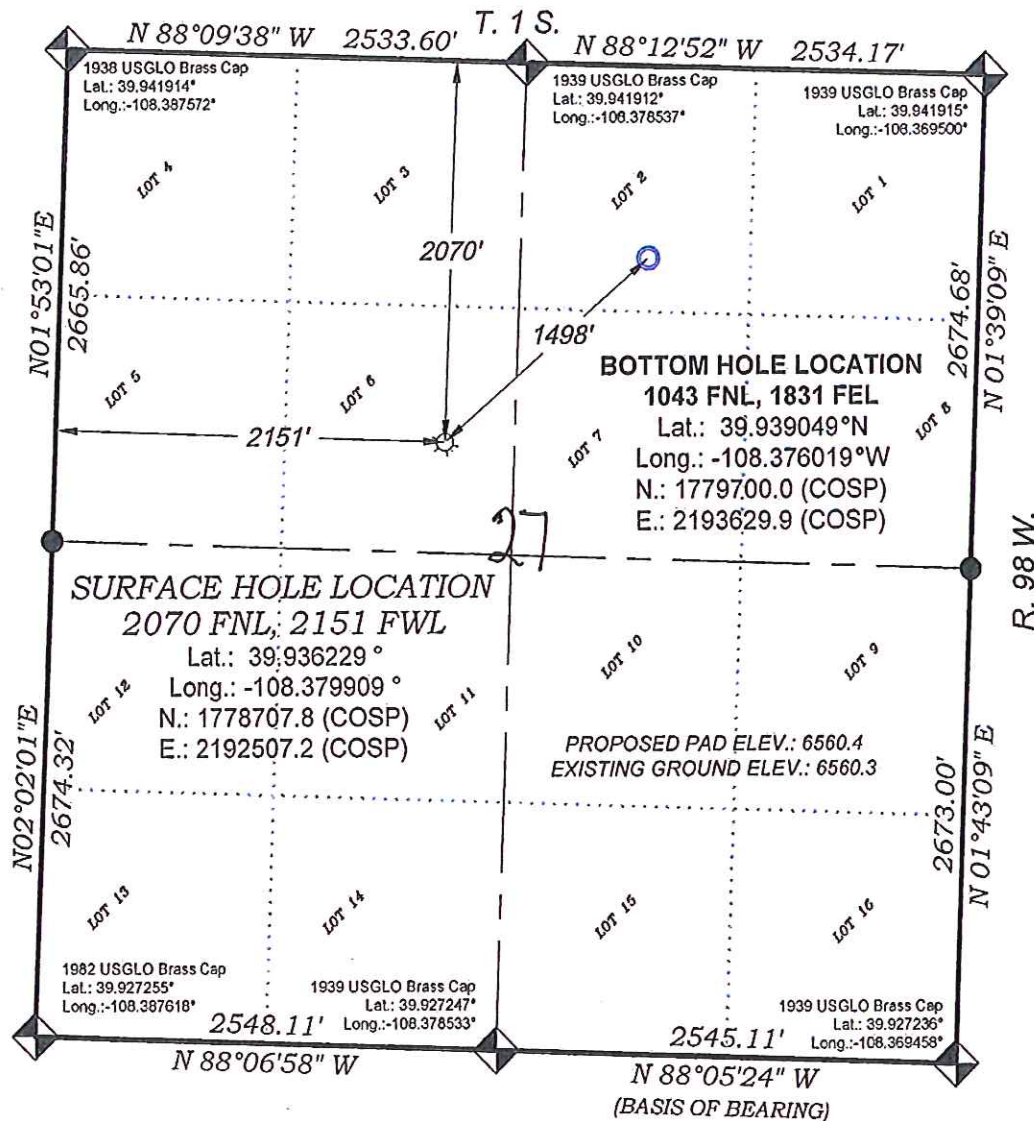 T. 1 S.
N 88°09'38" W 2533.60'
N 88°12'52" W 2534.17'
1938 USGLO Brass Cap
Lat.: 39.941914°
Long.:-108.387572°
1939 USGLO Brass Cap
Lat.: 39.941912°
Long.:-108.378537°
1939 USGLO Brass Cap
Lat.: 39.941915°
Long.:-108.369500°
LOT 4
LOT 3
LOT 2
LOT 1
N01°53'01"E
2665.86'
2070'
1498'
2674.68'
N 01°39'09" E
LOT 5
LOT 6
LOT 7
LOT 8
2151'
BOTTOM HOLE LOCATION
1043 FNL, 1831 FEL
Lat.: 39.939049°N
Long.: -108.376019°W
N.: 1779700.0 (COSP)
E.: 2193629.9 (COSP)
27
R. 98 W.
SURFACE HOLE LOCATION
2070 FNL, 2151 FWL
Lat.: 39.936229 °
Long.: -108.379909 °
N.: 1778707.8 (COSP)
E.: 2192507.2 (COSP)
LOT 12
LOT 11
LOT 10
LOT 9
PROPOSED PAD ELEV.: 6560.4
EXISTING GROUND ELEV.: 6560.3
N02°02'01"E
2674.32'
2673.00'
N 01°43'09" E
LOT 13
LOT 14
LOT 15
LOT 16
1982 USGLO Brass Cap
Lat.: 39.927255°
Long.:-108.387618°
1939 USGLO Brass Cap
Lat.: 39.927247°
Long.:-108.378533°
1939 USGLO Brass Cap
Lat.: 39.927236°
Long.:-108.369458°
2548.11'
N 88°06'58" W
2545.11'
N 88°05'24" W
(BASIS OF BEARING)